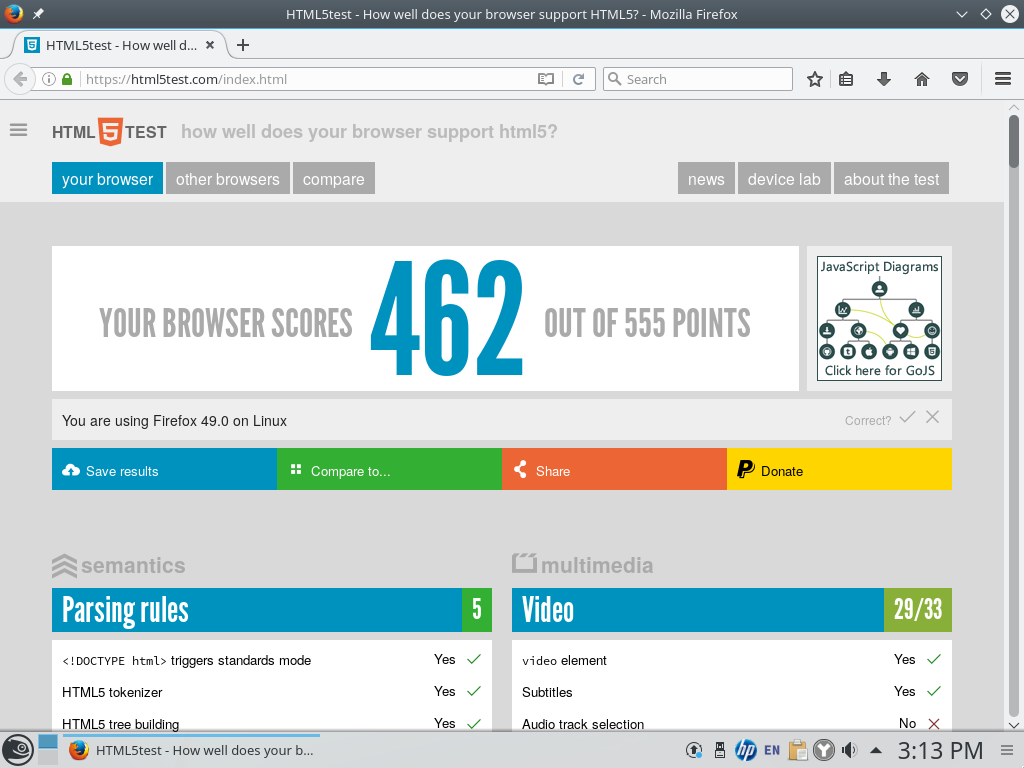 HTML5test - How well does your browser support HTML5? - Mozilla Firefox
HTML5test - How well d...
https://html5test.com/index.html
Search
HTML 5 TEST how well does your browser support html5?
your browser other browsers compare news device lab about the test
YOUR BROWSER SCORES 462 OUT OF 555 POINTS
JavaScript Diagrams
Click here for GoJS
You are using Firefox 49.0 on Linux Correct?
Save results Compare to... Share Donate
semantics
Parsing rules 5
<!DOCTYPE html> triggers standards mode Yes
HTML5 tokenizer Yes
HTML5 tree building Yes
multimedia
Video 29/33
video element Yes
Subtitles Yes
Audio track selection No
HTML5test - How well does your b...
hp EN 3:13 PM